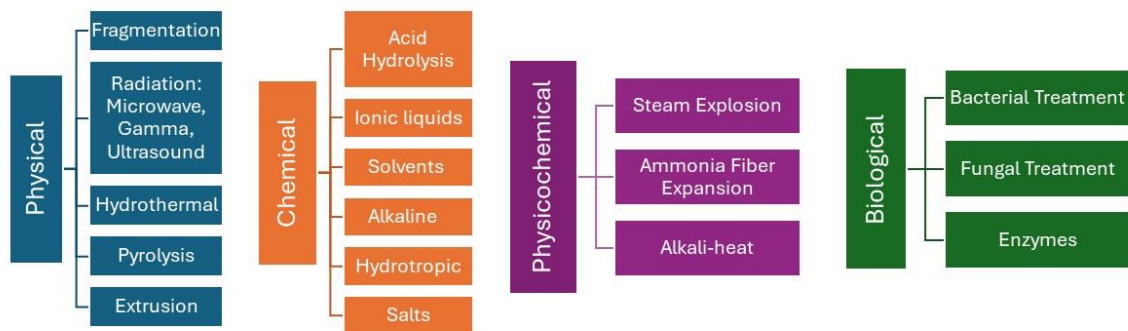 Physical
Fragmentation
Radiation:
Microwave,
Gamma,
Ultrasound
Hydrothermal
Pyrolysis
Extrusion
Chemical
Acid
Hydrolysis
Ionic liquids
Solvents
Alkaline
Hydrotropic
Salts
Physicochemical
Steam Explosion
Ammonia Fiber
Expansion
Alkali-heat
Biological
Bacterial Treatment
Fungal Treatment
Enzymes